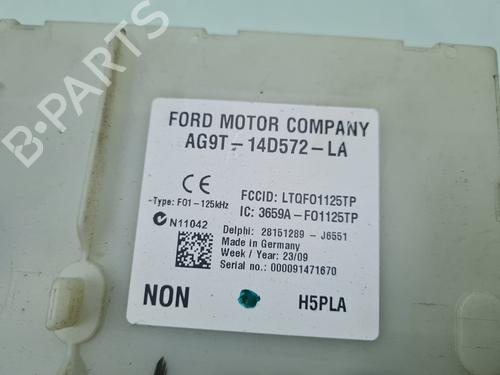 B-PARTS
FORD MOTOR COMPANY
AG9T-14D572-LA
CE
FCCID: LTQFO1125TP
-Type: FO1-125kHz
IC: 3659A-FO1125TP
N11042
Delphi: 28151289 - J6551
Made in Germany
Week / Year: 23/09
Serial no.: 000091471670
NON
H5PLA